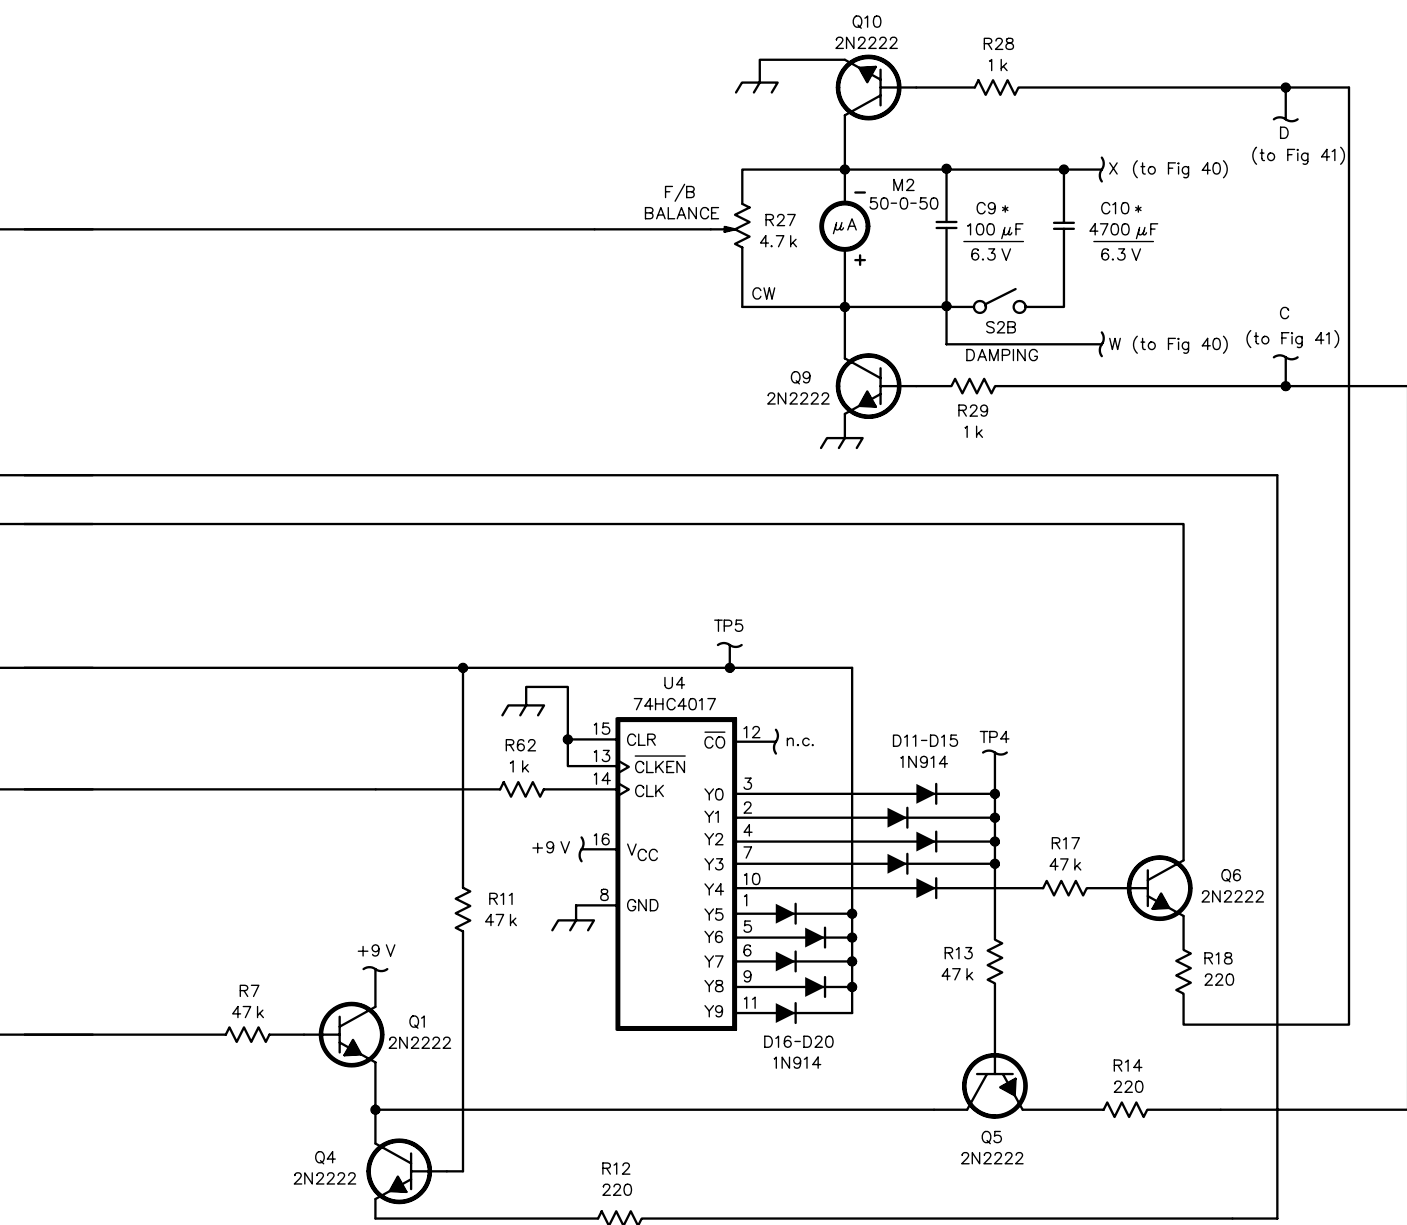 Q10
2N2222
R28
1 k
D
(to Fig 41)
X (to Fig 40)
F/B
BALANCE
R27
4.7 k
M2
50-0-50
–
μA
+
C9 *
100 μF
6.3 V
C10 *
4700 μF
6.3 V
CW
S2B
DAMPING
W (to Fig 40)
C
(to Fig 41)
Q9
2N2222
R29
1 k
TP5
U4
74HC4017
15
CLR
13
CLKEN
14
CLK
R62
1 k
+9 V
16
VCC
8
GND
CO
12
n.c.
Y0
3
Y1
2
Y2
4
Y3
7
Y4
10
Y5
1
Y6
5
Y7
6
Y8
9
Y9
11
D11-D15
1N914
TP4
D16-D20
1N914
R17
47 k
Q6
2N2222
R18
220
R13
47 k
R11
47 k
+9 V
R7
47 k
Q1
2N2222
R14
220
Q5
2N2222
Q4
2N2222
R12
220